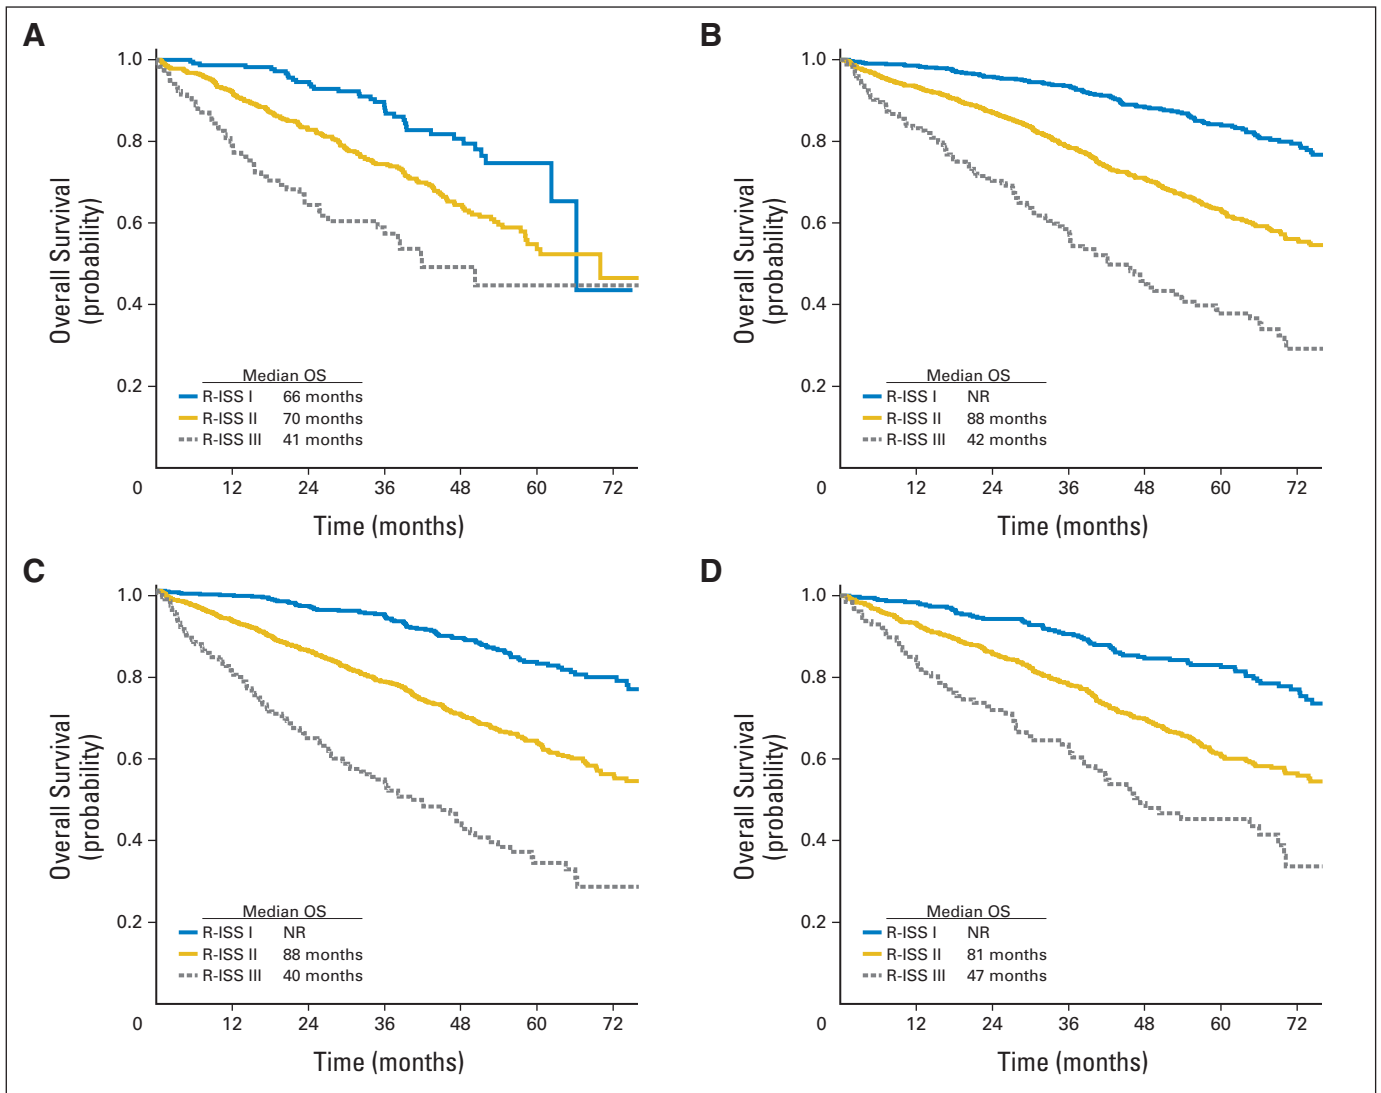 A
Overall Survival
(probability)
1.0
0.8
0.6
0.4
0.2
Median OS
R-ISS I 66 months
R-ISS II 70 months
R-ISS III 41 months
0 12 24 36 48 60 72
Time (months)
B
Overall Survival
(probability)
1.0
0.8
0.6
0.4
0.2
Median OS
R-ISS I NR
R-ISS II 88 months
R-ISS III 42 months
0 12 24 36 48 60 72
Time (months)
C
Overall Survival
(probability)
1.0
0.8
0.6
0.4
0.2
Median OS
R-ISS I NR
R-ISS II 88 months
R-ISS III 40 months
0 12 24 36 48 60 72
Time (months)
D
Overall Survival
(probability)
1.0
0.8
0.6
0.4
0.2
Median OS
R-ISS I NR
R-ISS II 81 months
R-ISS III 47 months
0 12 24 36 48 60 72
Time (months)